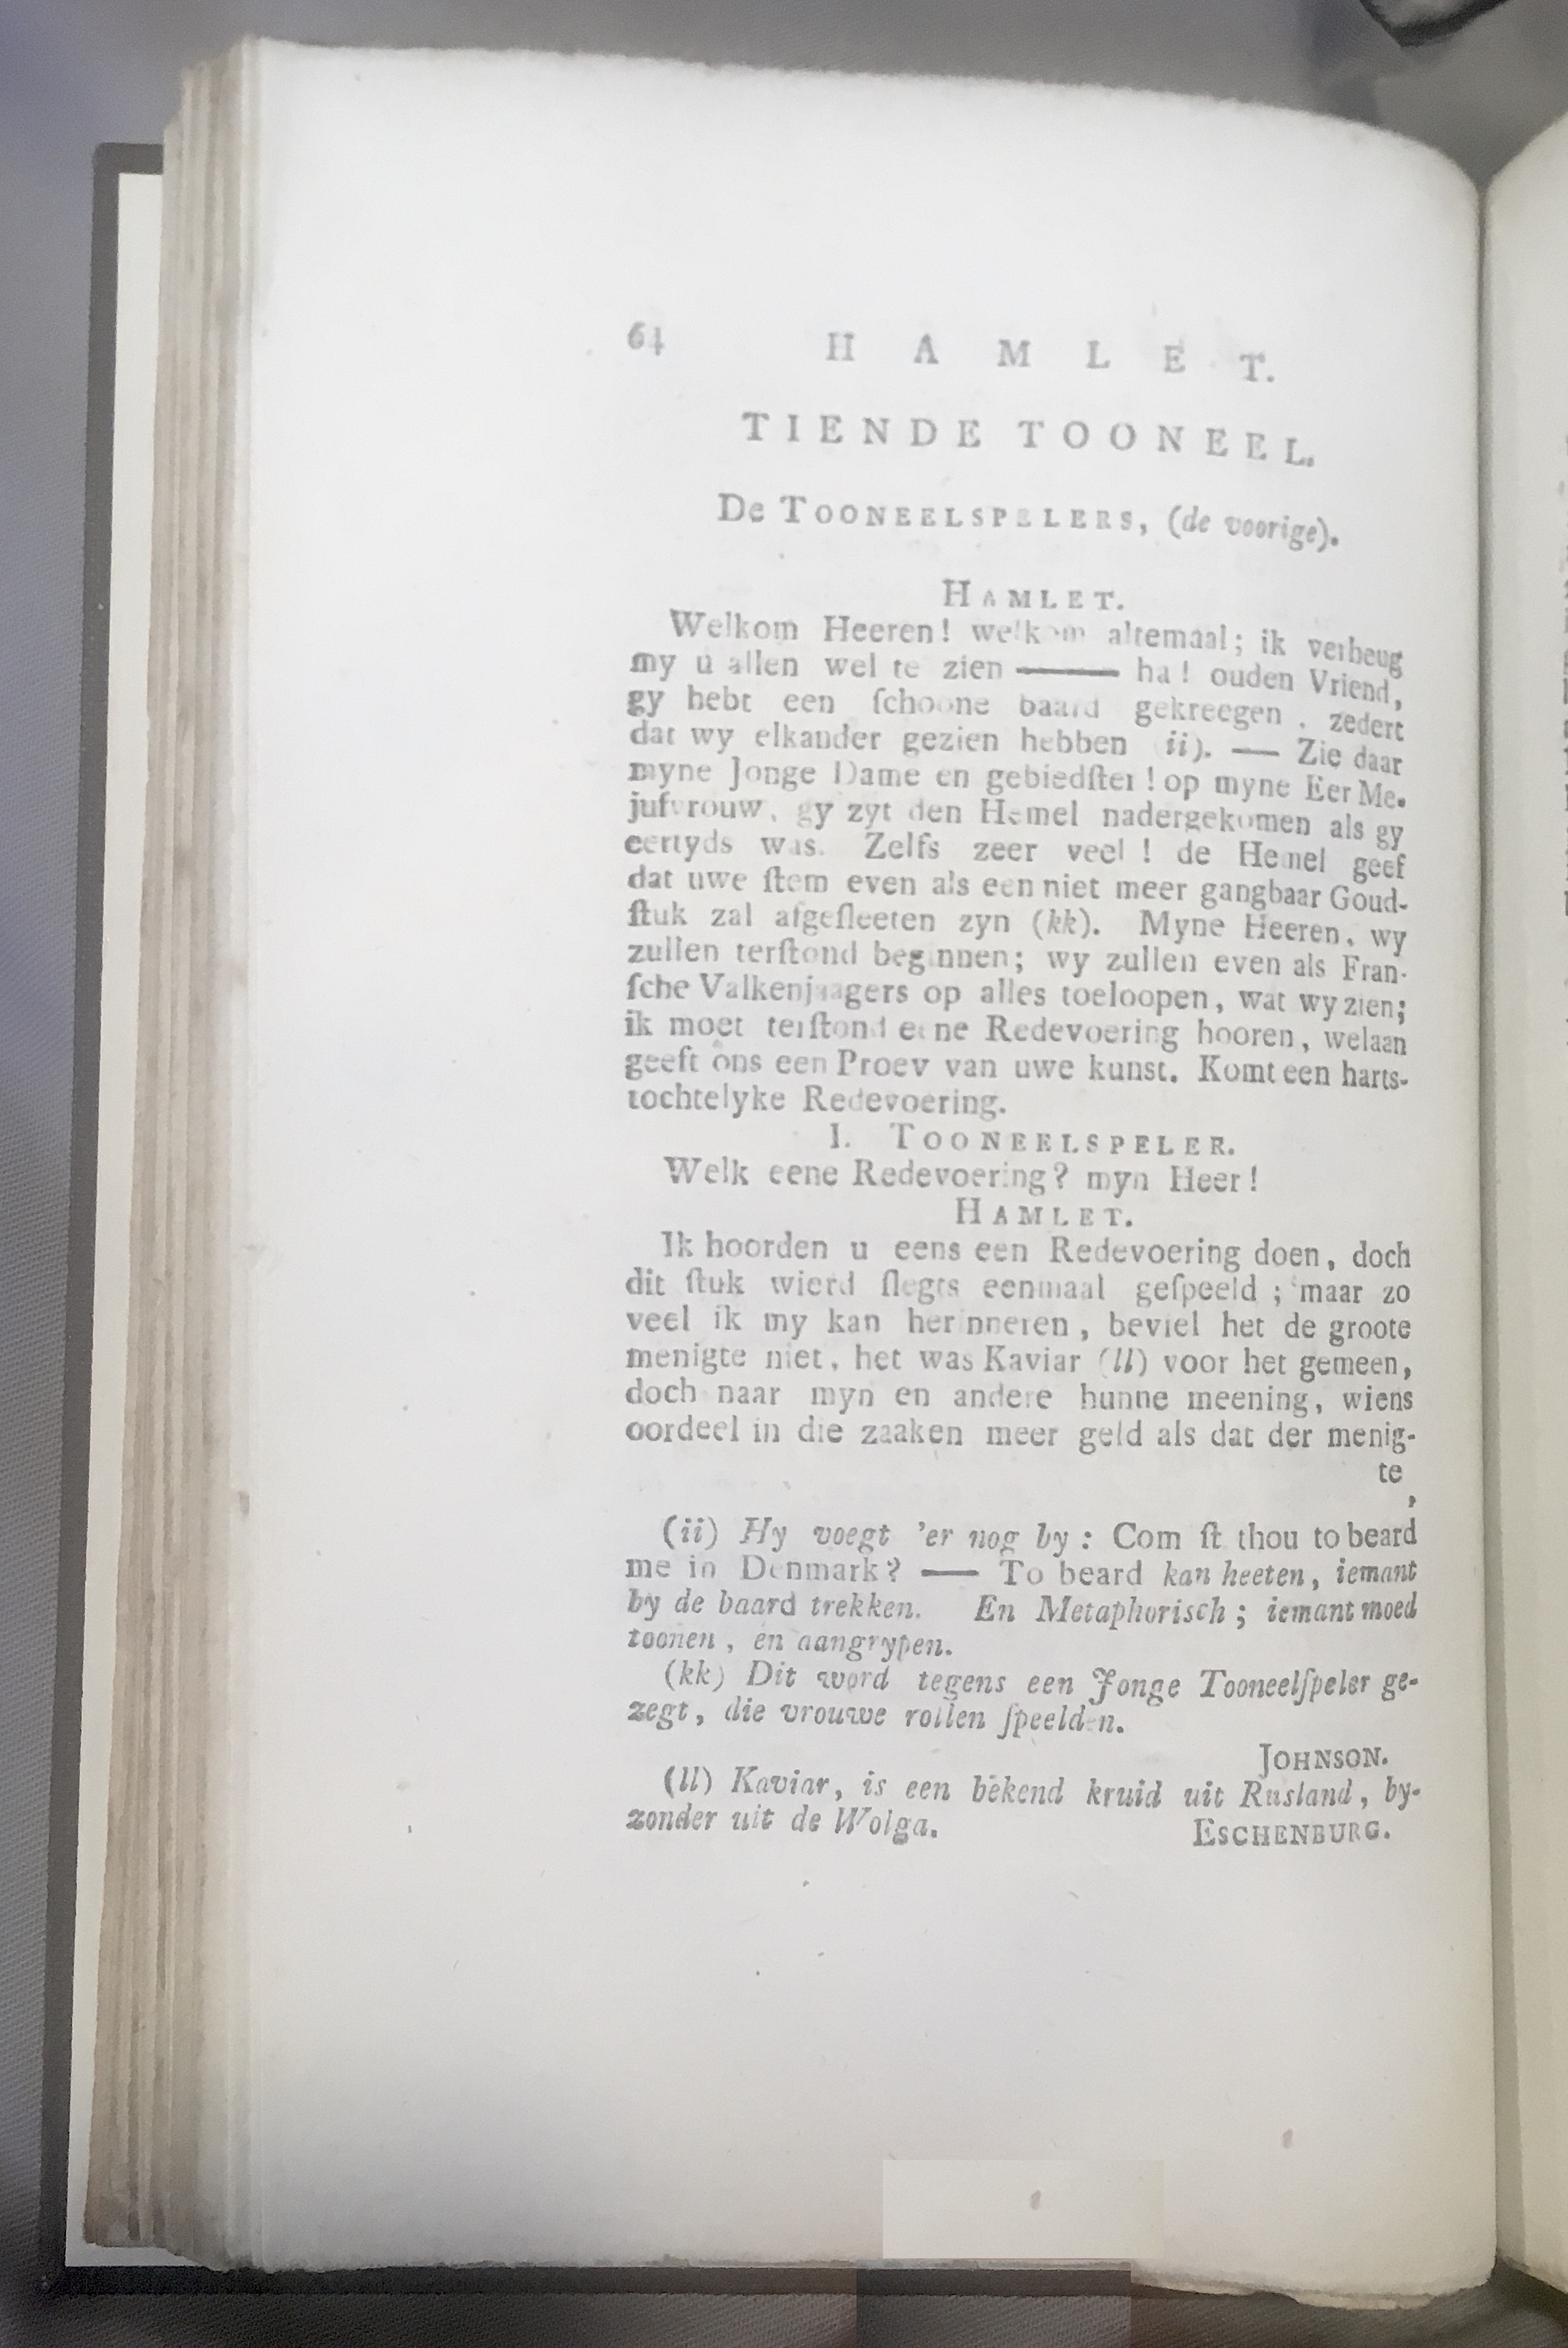 64 HAMLET.
TIENDE TOONEEL.
De TOONEELSPELERS, (de voorige).
HAMLET.
Welkom Heeren! welkom altemaal; ik verheug
my u allen wel te zien —— ha! ouden Vriend,
gy hebt een ſchoone baard gekreegen, zedert
dat wy elkander gezien hebben (ii). — Zie daar
myne Jonge Dame en gebiedſter! op myne Eer Me-
jufvrouw, gy zyt den Hemel nadergekomen als gy
eertyds was. Zelfs zeer veel! de Hemel geef
dat uwe ſtem even als een niet meer gangbaar Goud-
ſtuk zal afgeſleeten zyn (kk). Myne Heeren, wy
zullen terſtond beginnen; wy zullen even als Fran-
ſche Valkenjaagers op alles toeloopen, wat wy zien;
ik moet terſtond eene Redevoering hooren, welaan
geeft ons een Proev van uwe kunst. Komt een harts-
tochtelyke Redevoering.
I. TOONEELSPELER.
Welk eene Redevoering? myn Heer!
HAMLET.
Ik hoorden u eens een Redevoering doen, doch
dit ſtuk wierd ſlegts eenmaal geſpeeld; maar zo
veel ik my kan herinneren, beviel het de groote
menigte niet, het was Kaviar (ll) voor het gemeen,
doch naar myn en andere hunne meening, wiens
oordeel in die zaaken meer geld als dat der menig-
te,
(ii) Hy voegt 'er nog by: Com ſt thou to beard
me in Denmark? — To beard kan heeten, iemant
by de baard trekken. En Metaphorisch; iemant moed
toonen, en aangrypen.
(kk) Dit word tegens een Jonge Tooneelſpeler ge-
zegt, die vrouwe rollen ſpeelden.
JOHNSON.
(ll) Kaviar, is een bekend kruid uit Rusland, by-
zonder uit de Wolga. ESCHENBURG.